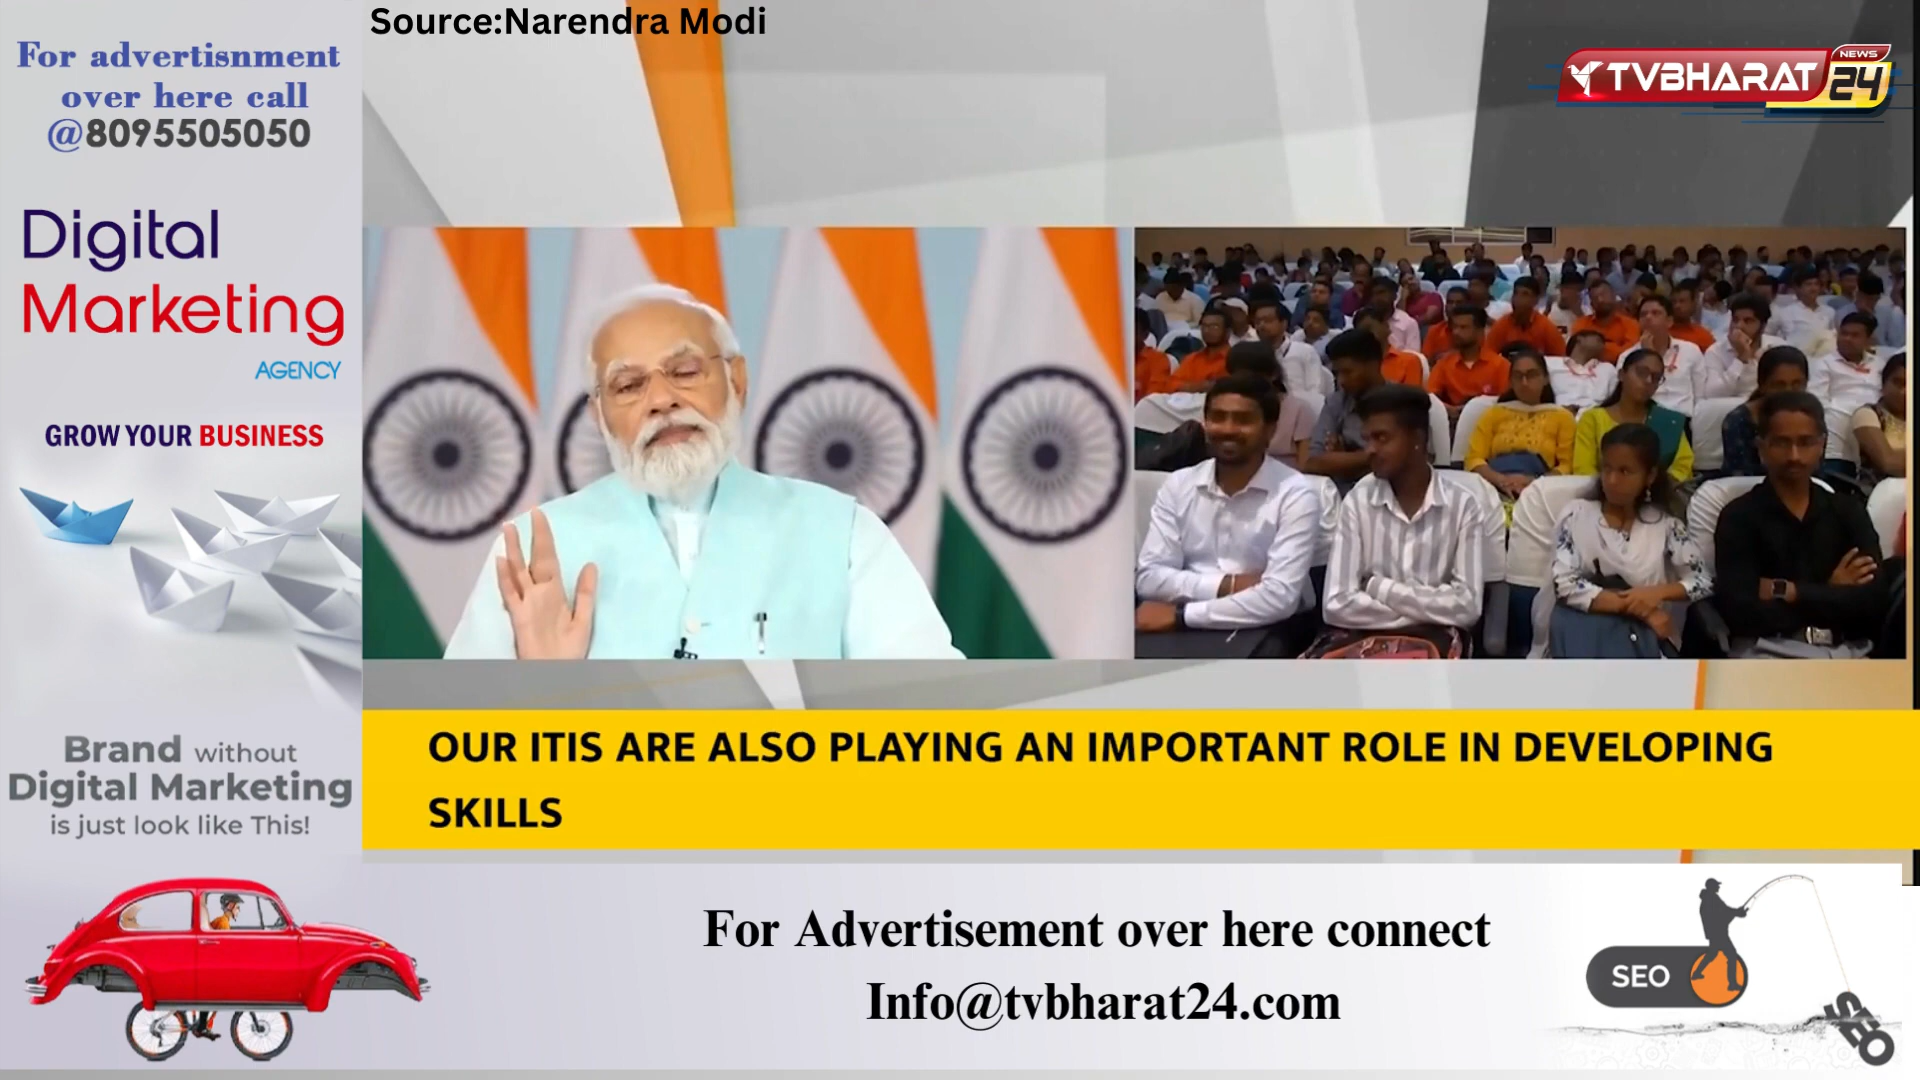 Source:Narendra Modi
For advertisnment
over here call
@8095505050
Digital
Marketing
AGENCY
GROW YOUR BUSINESS
Brand without
Digital Marketing
is just look like This!
NEWS
TVBHARAT 24
OUR ITIS ARE ALSO PLAYING AN IMPORTANT ROLE IN DEVELOPING
SKILLS
For Advertisement over here connect
Info@tvbharat24.com
SEO
SEO